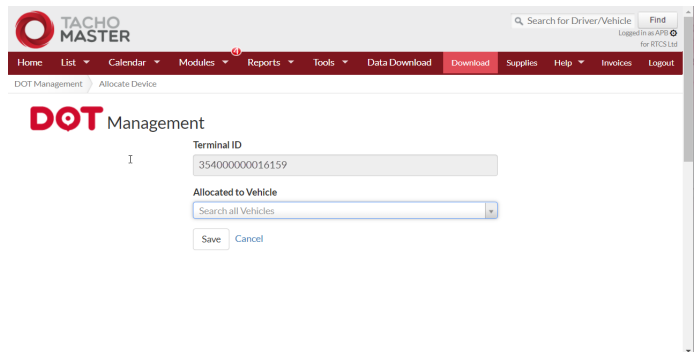 TACHO
MASTER
Search for Driver/Vehicle Find
Logged in as APB
for RTCS Ltd
4
Home List Calendar Modules Reports Tools Data Download Download Supplies Help Invoices Logout
DOT Management Allocate Device
DOT Management
Terminal ID
354000000016159
Allocated to Vehicle
Search all Vehicles
Save Cancel